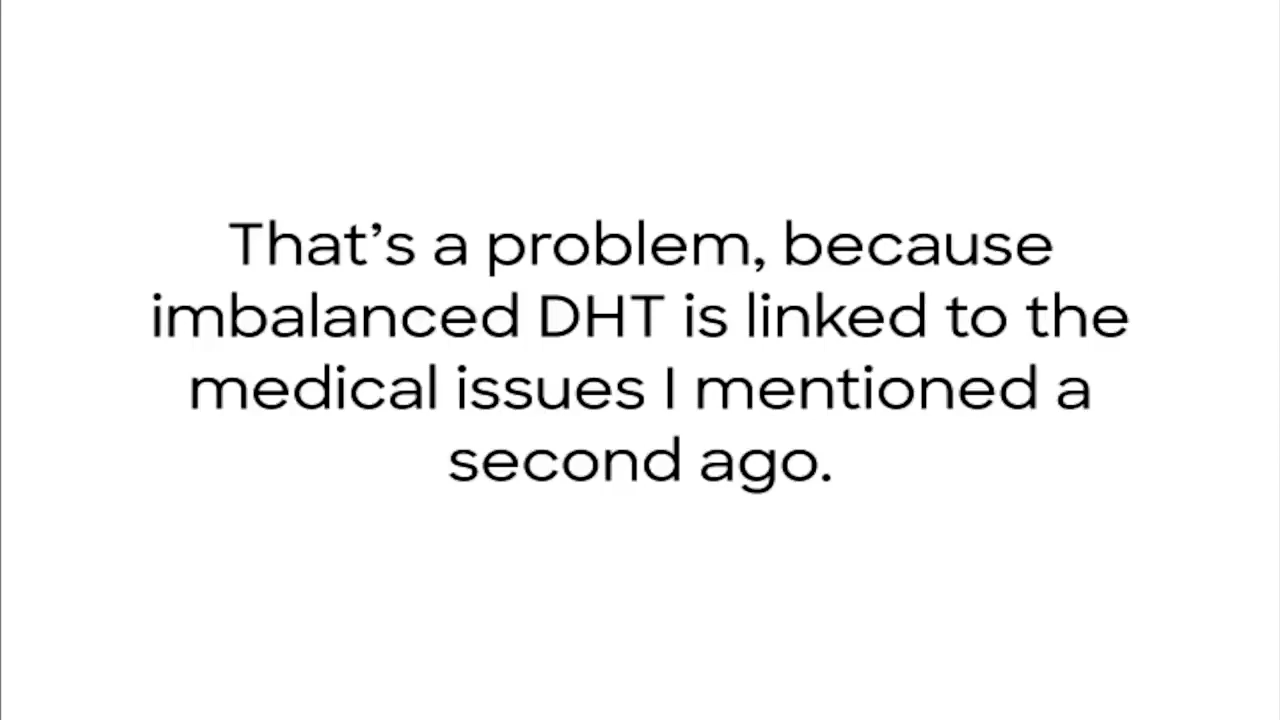 That’s a problem, because
imbalanced DHT is linked to the
medical issues I mentioned a
second ago.